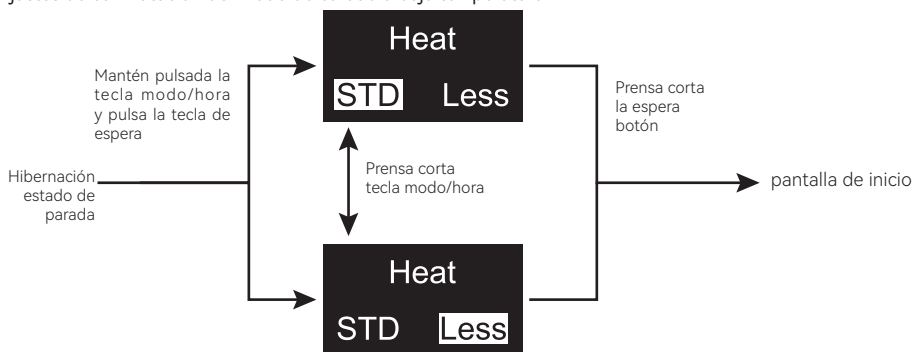 Heat
STD Less
Mantén pulsada la
tecla modo/hora
y pulsa la tecla de
espera
Prensa corta
la espera
botón
Prensa corta
tecla modo/hora
Hibernación
estado de
parada
pantalla de inicio
Heat
STD Less